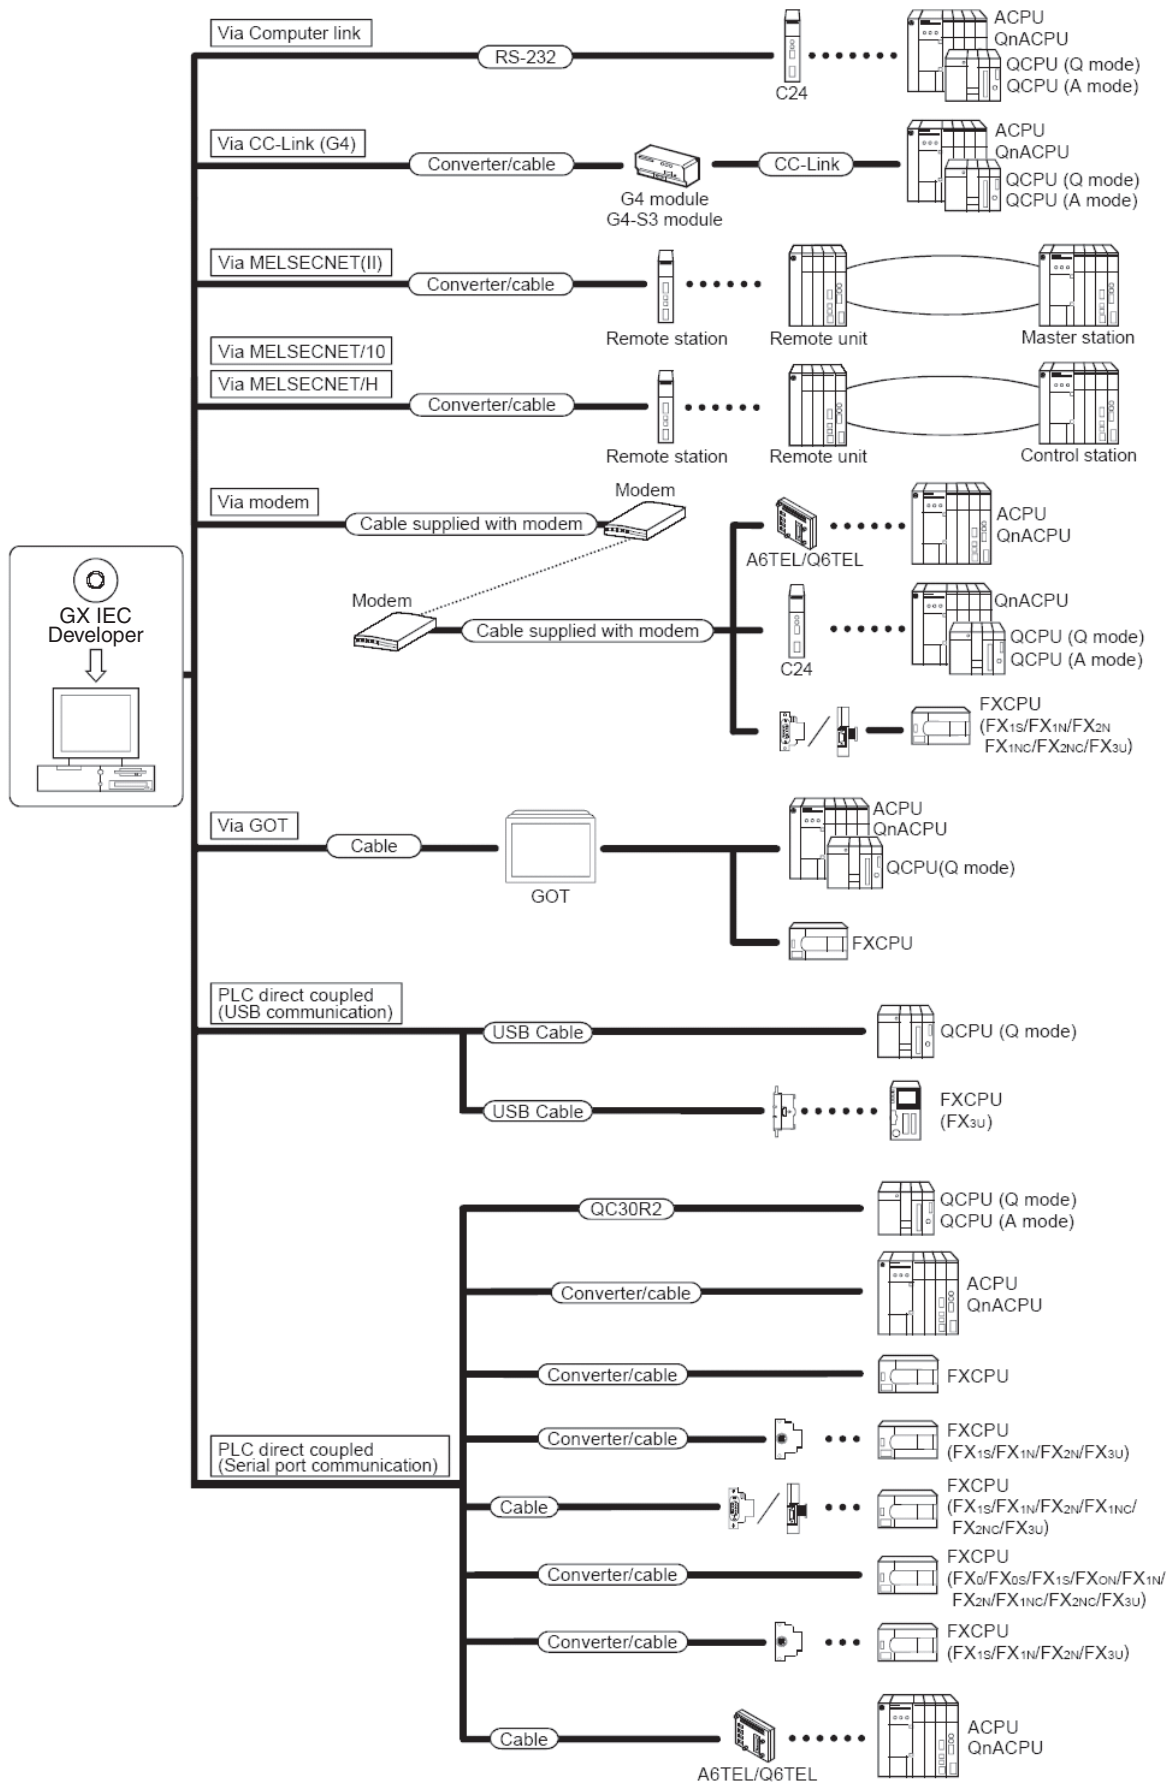 Via Computer link
RS-232
C24
ACPU
QnACPU
QCPU (Q mode)
QCPU (A mode)
Via CC-Link (G4)
Converter/cable
G4 module
G4-S3 module
CC-Link
ACPU
QnACPU
QCPU (Q mode)
QCPU (A mode)
Via MELSECNET(II)
Converter/cable
Remote station
Remote unit
Master station
Via MELSECNET/10
Via MELSECNET/H
Converter/cable
Remote station
Remote unit
Control station
Via modem
Cable supplied with modem
Modem
A6TEL/Q6TEL
ACPU
QnACPU
GX IEC
Developer
Modem
Cable supplied with modem
C24
QnACPU
QCPU (Q mode)
QCPU (A mode)
FXCPU
(FX1S/FX1N/FX2N
FX1NC/FX2NC/FX3U)
Via GOT
Cable
GOT
ACPU
QnACPU
QCPU(Q mode)
FXCPU
PLC direct coupled
(USB communication)
USB Cable
QCPU (Q mode)
USB Cable
FXCPU
(FX3U)
QC30R2
QCPU (Q mode)
QCPU (A mode)
Converter/cable
ACPU
QnACPU
Converter/cable
FXCPU
PLC direct coupled
(Serial port communication)
Converter/cable
FXCPU
(FX1S/FX1N/FX2N/FX3U)
Cable
FXCPU
(FX1S/FX1N/FX2N/FX1NC/
FX2NC/FX3U)
Converter/cable
FXCPU
(FX0/FX0S/FX1S/FXON/FX1N/
FX2N/FX1NC/FX2NC/FX3U)
Converter/cable
FXCPU
(FX1S/FX1N/FX2N/FX3U)
Cable
A6TEL/Q6TEL
ACPU
QnACPU